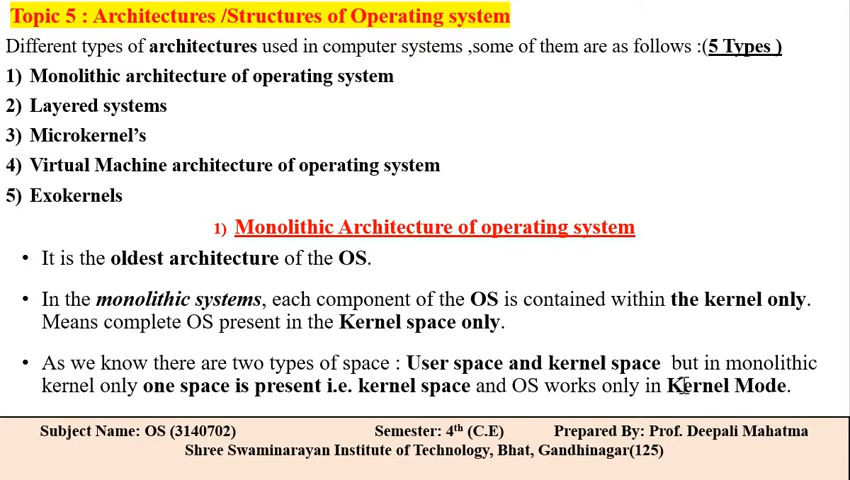 Topic 5 : Architectures /Structures of Operating system
Different types of architectures used in computer systems ,some of them are as follows :(5 Types )
1) Monolithic architecture of operating system
2) Layered systems
3) Microkernel’s
4) Virtual Machine architecture of operating system
5) Exokernels
1) Monolithic Architecture of operating system
• It is the oldest architecture of the OS.
• In the monolithic systems, each component of the OS is contained within the kernel only.
Means complete OS present in the Kernel space only.
• As we know there are two types of space : User space and kernel space but in monolithic
kernel only one space is present i.e. kernel space and OS works only in Kernel Mode.
Subject Name: OS (3140702) Semester: 4th (C.E) Prepared By: Prof. Deepali Mahatma
Shree Swaminarayan Institute of Technology, Bhat, Gandhinagar(125)